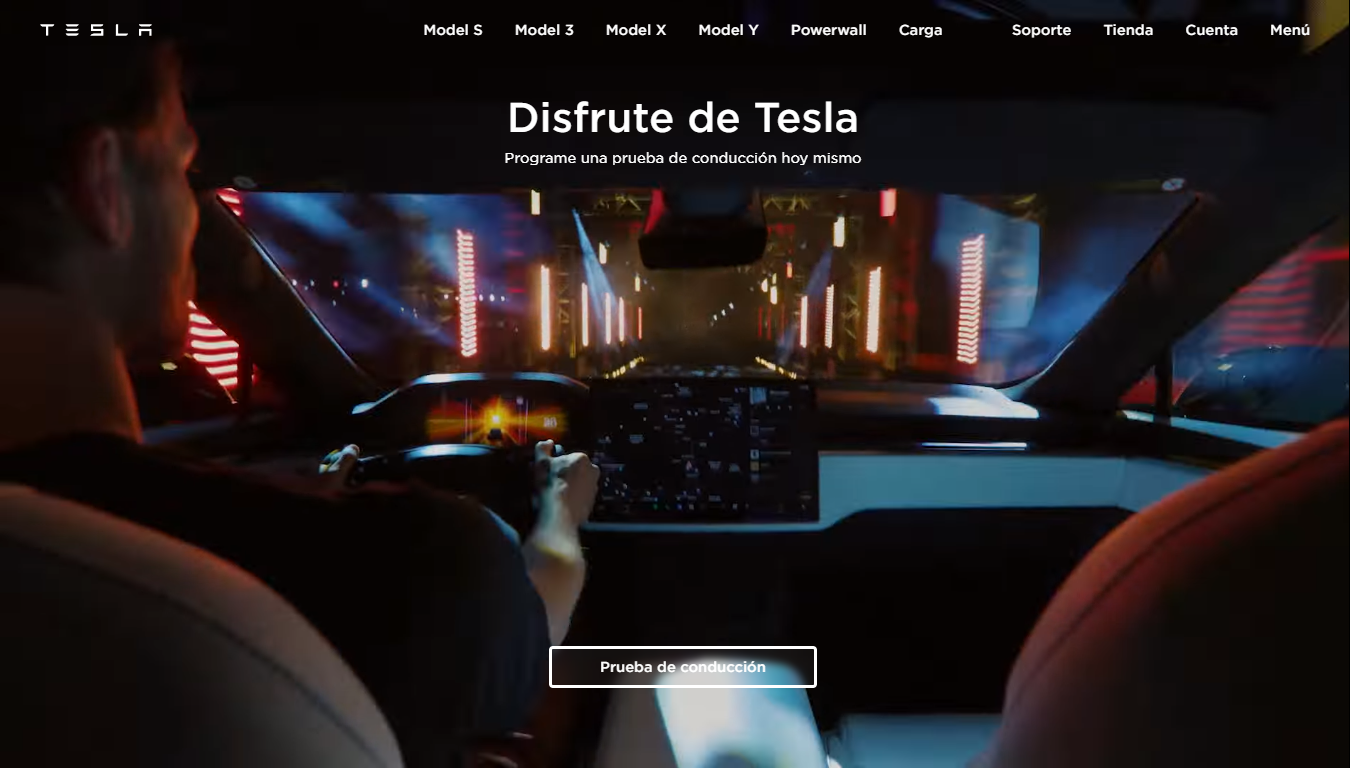 TESLA
Model S
Model 3
Model X
Model Y
Powerwall
Carga
Soporte
Tienda
Cuenta
Menú
Disfrute de Tesla
Programe una prueba de conducción hoy mismo
Prueba de conducción